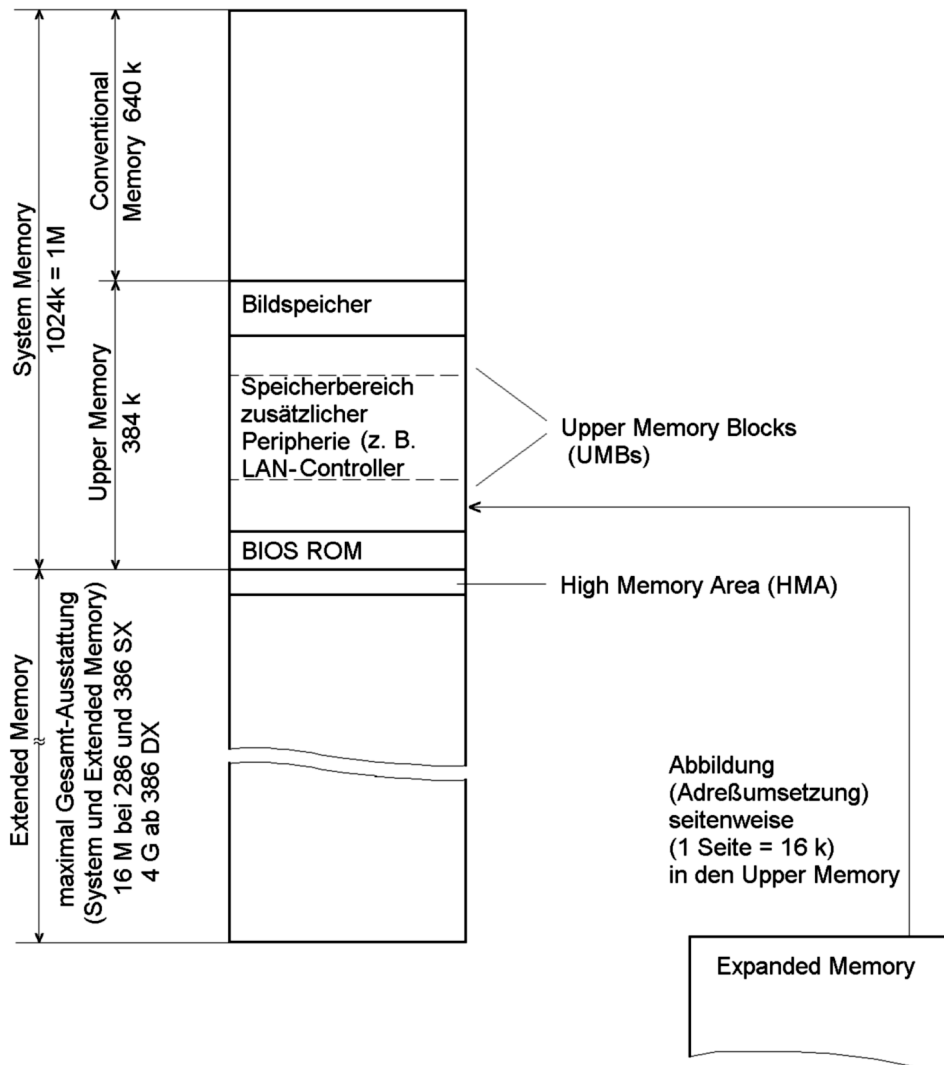 System Memory
1024k = 1M
Conventional
Memory 640 k
Upper Memory
384 k
Bildspeicher
Speicherbereich
zusätzlicher
Peripherie (z. B.
LAN-Controller
BIOS ROM
Upper Memory Blocks
(UMBs)
High Memory Area (HMA)
Extended Memory
maximal Gesamt-Ausstattung
(System und Extended Memory)
16 M bei 286 und 386 SX
4 G ab 386 DX
Abbildung
(Adreßumsetzung)
seitenweise
(1 Seite = 16 k)
in den Upper Memory
Expanded Memory